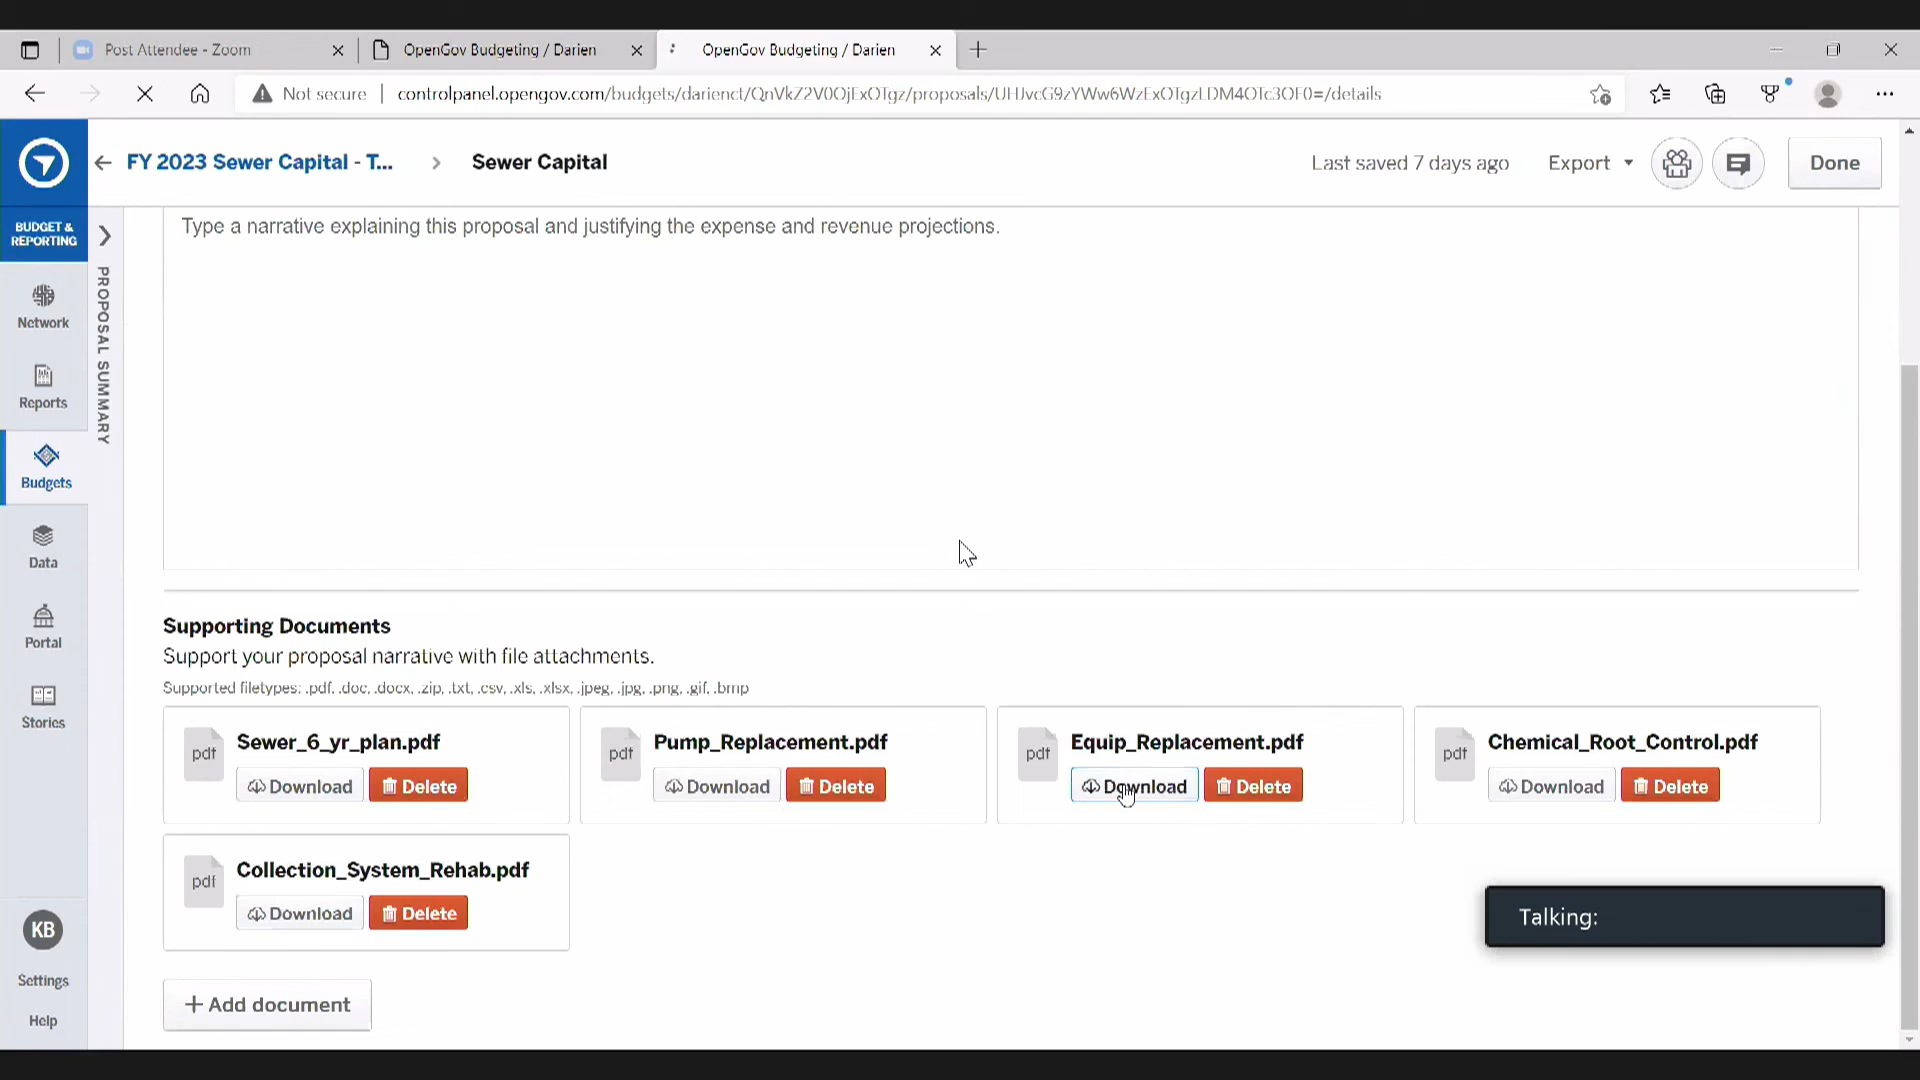 Post Attendee - Zoom
OpenGov Budgeting / Darien
OpenGov Budgeting / Darien
Not secure
controlpanel.opengov.com/budgets/darienct/QnVkZ2V0OjExOTgz/proposals/UHJvcG9zYWw6WzExOTgzLDM4OTc3OF0=/details
FY 2023 Sewer Capital - T...
Sewer Capital
Last saved 7 days ago
Export
Done
BUDGET &
REPORTING
PROPOSAL SUMMARY
Network
Reports
Budgets
Data
Portal
Stories
KB
Settings
Help
Type a narrative explaining this proposal and justifying the expense and revenue projections.
Supporting Documents
Support your proposal narrative with file attachments.
Supported filetypes: .pdf, .doc, .docx, .zip, .txt, .csv, .xls, .xlsx, .jpeg, .jpg, .png, .gif, .bmp
pdf
Sewer_6_yr_plan.pdf
Download
Delete
pdf
Pump_Replacement.pdf
Download
Delete
pdf
Equip_Replacement.pdf
Download
Delete
pdf
Chemical_Root_Control.pdf
Download
Delete
pdf
Collection_System_Rehab.pdf
Download
Delete
+ Add document
Talking: